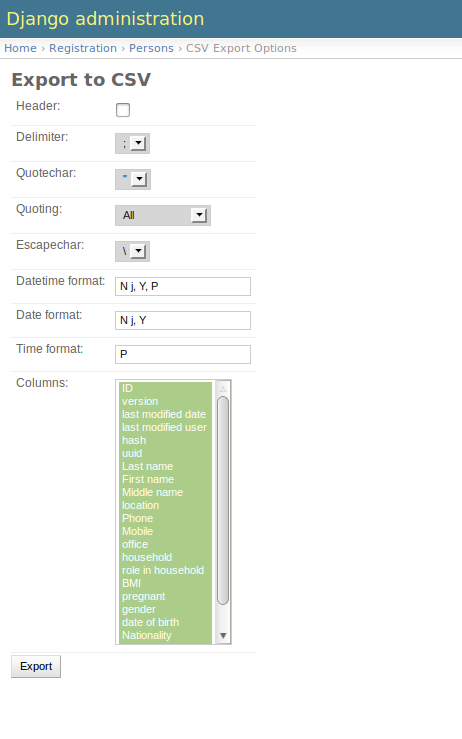 Django administration
Home › Registration › Persons › CSV Export Options
Export to CSV
Header:
Delimiter: ;
Quotechar: "
Quoting: All
Escapechar: \
Datetime format: N j, Y, P
Date format: N j, Y
Time format: P
Columns: ID
version
last modified date
last modified user
hash
uuid
Last name
First name
Middle name
location
Phone
Mobile
office
household
role in household
BMI
pregnant
gender
date of birth
Nationality
Export